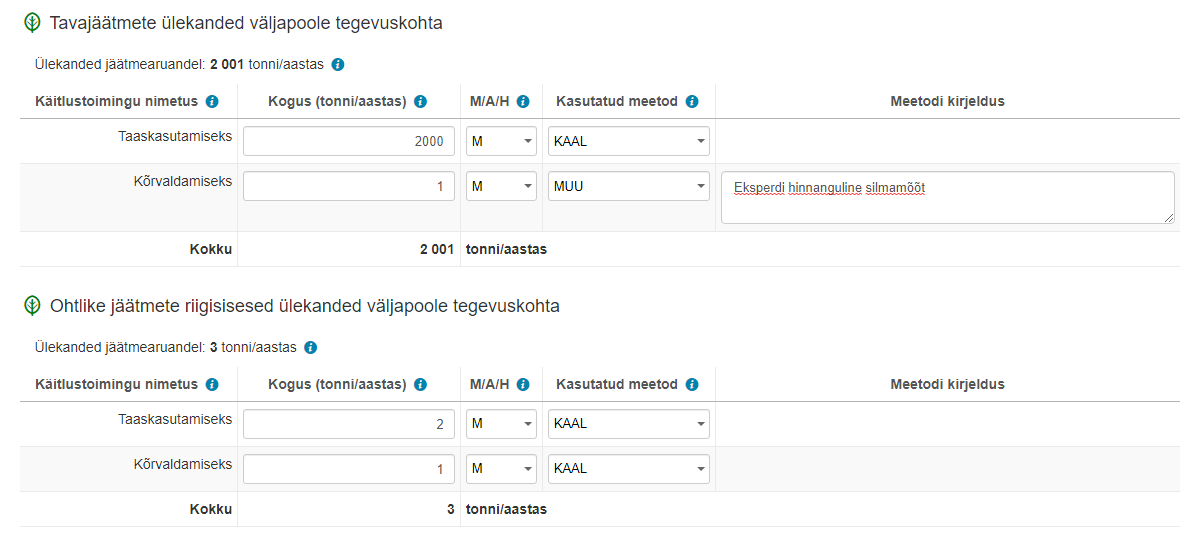 Tavajäätmete ülekanded väljapoole tegevuskohta
Ülekanded jäätmearuandel: 2 001 tonni/aastas
Käitlustoimingu nimetus Kogus (tonni/aastas) M/A/H Kasutatud meetod Meetodi kirjeldus
Taaskasutamiseks 2000 M KAAL
Kõrvaldamiseks 1 M MUU Eksperdi hinnanguline silmamõõt
Kokku 2 001 tonni/aastas
Ohtlike jäätmete riigisisesed ülekanded väljapoole tegevuskohta
Ülekanded jäätmearuandel: 3 tonni/aastas
Käitlustoimingu nimetus Kogus (tonni/aastas) M/A/H Kasutatud meetod Meetodi kirjeldus
Taaskasutamiseks 2 M KAAL
Kõrvaldamiseks 1 M KAAL
Kokku 3 tonni/aastas